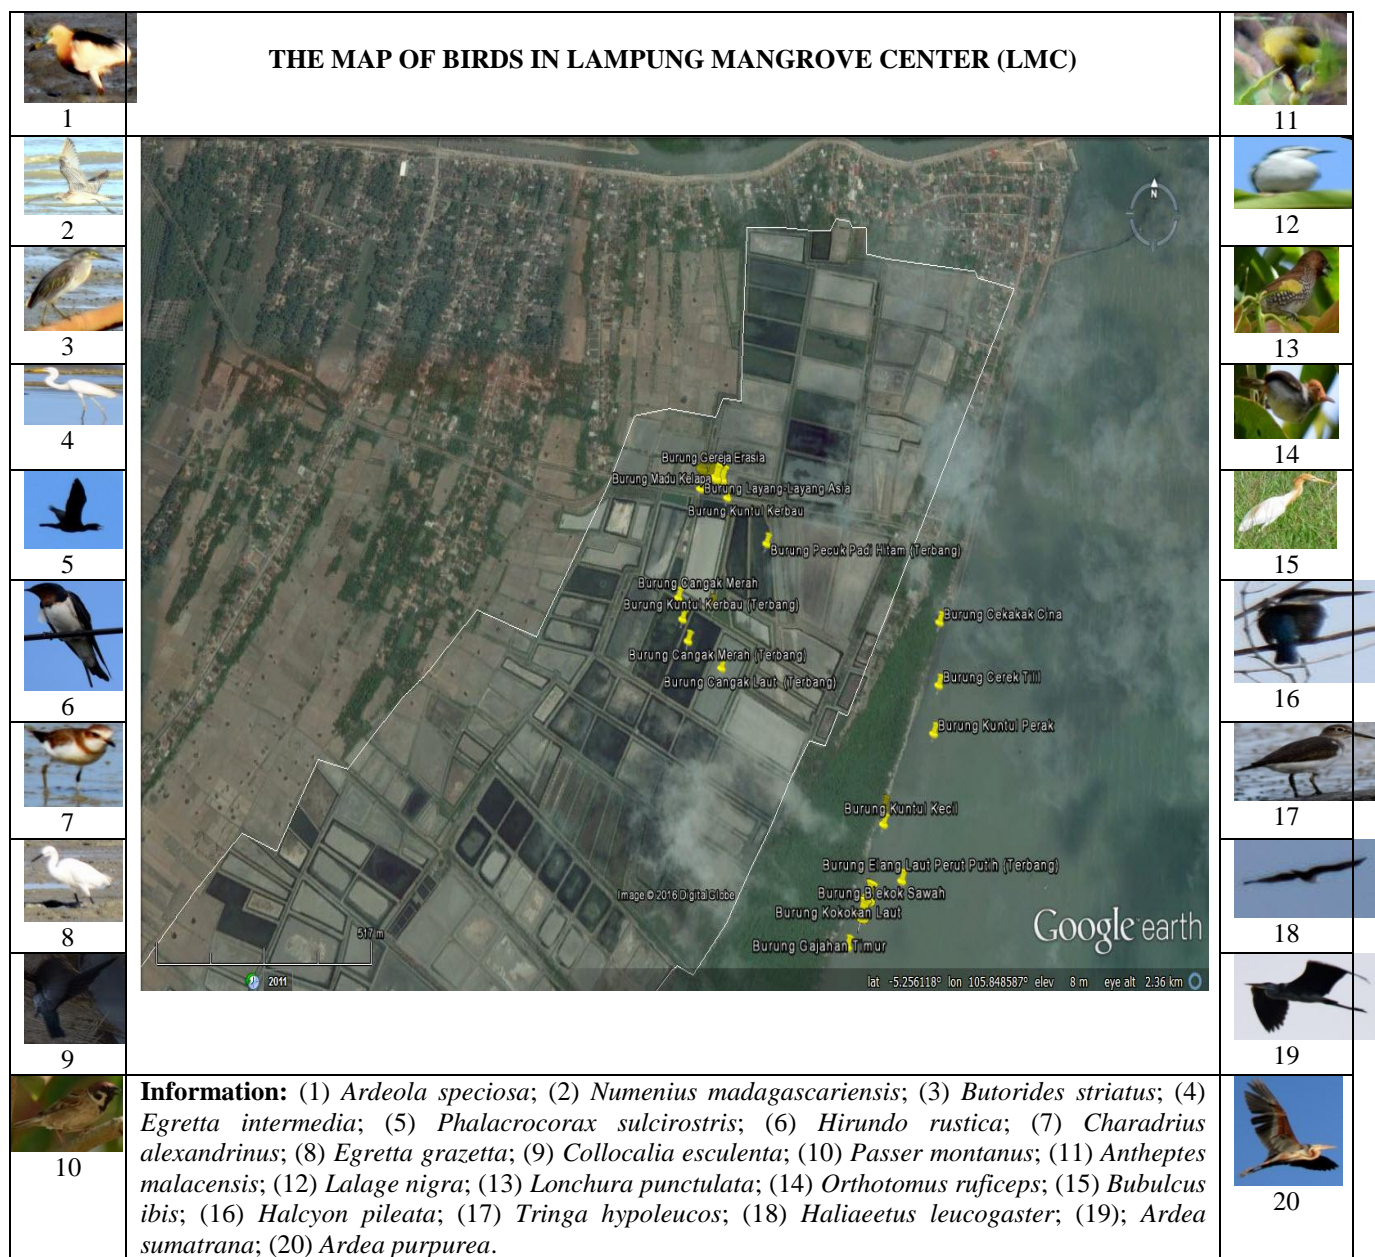 THE MAP OF BIRDS IN LAMPUNG MANGROVE CENTER (LMC)
1
2
3
4
5
6
7
8
9
10
11
12
13
14
15
16
17
18
19
20
N
Burung Gereja Erasia
Burung Madu Kelapa
Burung Layang-Layang Asia
Burung Kuntul Kerbau
Burung Pecuk Padi Hitam (Terbang)
Burung Cangak Merah
Burung Kuntul Kerbau (Terbang)
Burung Cekakak Cina
Burung Cangak Merah (Terbang)
Burung Cangak Laut (Terbang)
Burung Cerek Tilil
Burung Kuntul Perak
Burung Kuntul Kecil
Burung Elang Laut Perut Putih (Terbang)
Burung Blekok Sawah
Burung Kokokan Laut
Burung Gajahan Timur
Image © 2016 DigitalGlobe
Google earth
517 m
2011
lat -5.256118° lon 105.848587° elev 8 m eye alt 2.36 km
Information: (1) Ardeola speciosa; (2) Numenius madagascariensis; (3) Butorides striatus; (4)
Egretta intermedia; (5) Phalacrocorax sulcirostris; (6) Hirundo rustica; (7) Charadrius
alexandrinus; (8) Egretta grazetta; (9) Collocalia esculenta; (10) Passer montanus; (11) Antheptes
malacensis; (12) Lalage nigra; (13) Lonchura punctulata; (14) Orthotomus ruficeps; (15) Bubulcus
ibis; (16) Halcyon pileata; (17) Tringa hypoleucos; (18) Haliaeetus leucogaster; (19); Ardea
sumatrana; (20) Ardea purpurea.